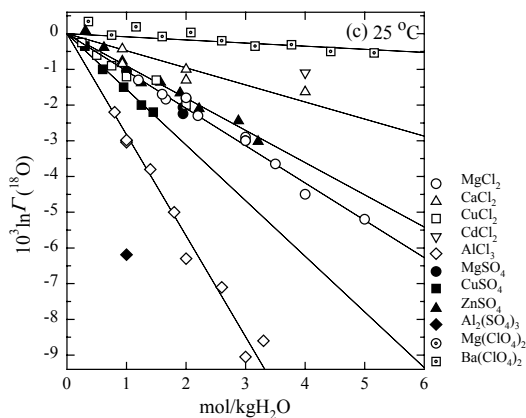 (c) 25 °C
0
-1
-2
-3
-4
-5
-6
-7
-8
-9
10³lnΓ(¹⁸O)
0 1 2 3 4 5 6
mol/kgH₂O
MgCl₂
CaCl₂
CuCl₂
CdCl₂
AlCl₃
MgSO₄
CuSO₄
ZnSO₄
Al₂(SO₄)₃
Mg(ClO₄)₂
Ba(ClO₄)₂